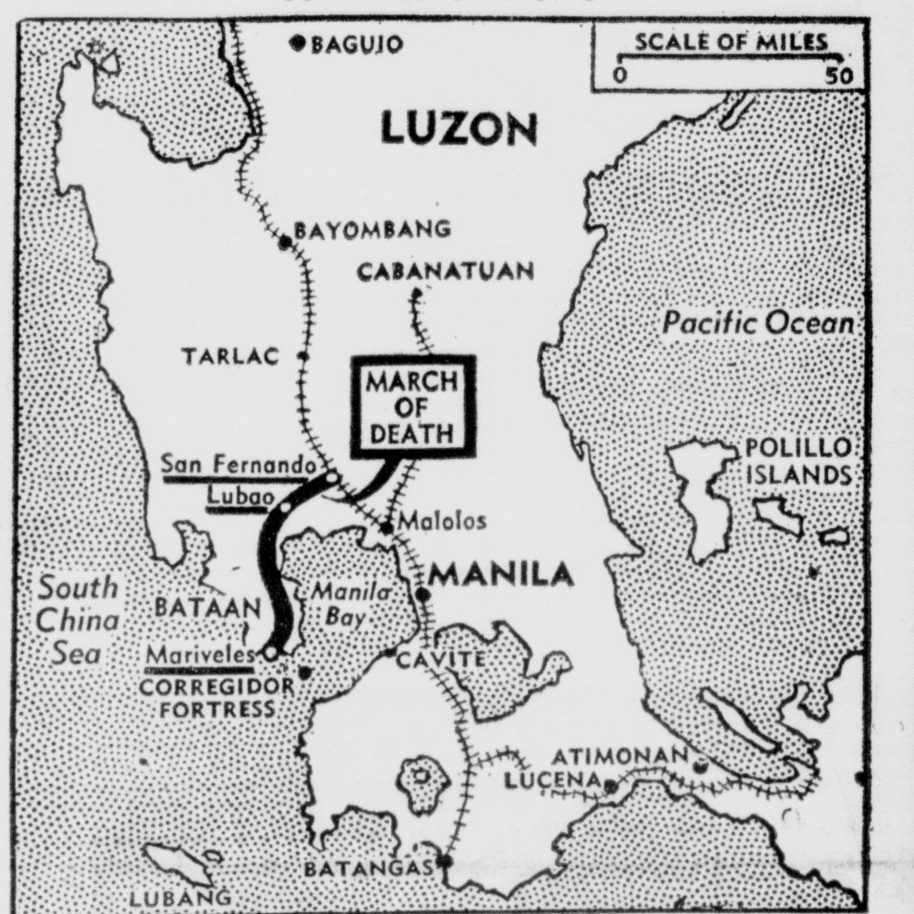 BAGUJO
SCALE OF MILES
0 50
LUZON
BAYOMBANG
CABANATUAN
Pacific Ocean
TARLAC
MARCH
OF
DEATH
POLILLO
ISLANDS
San Fernando
Lubao
Malolos
South
China
Sea
BATAAN
Manila
Bay
MANILA
Mariveles
CAVITE
CORREGIDOR
FORTRESS
ATIMONAN
LUCENA
BATANGAS
LUBANG